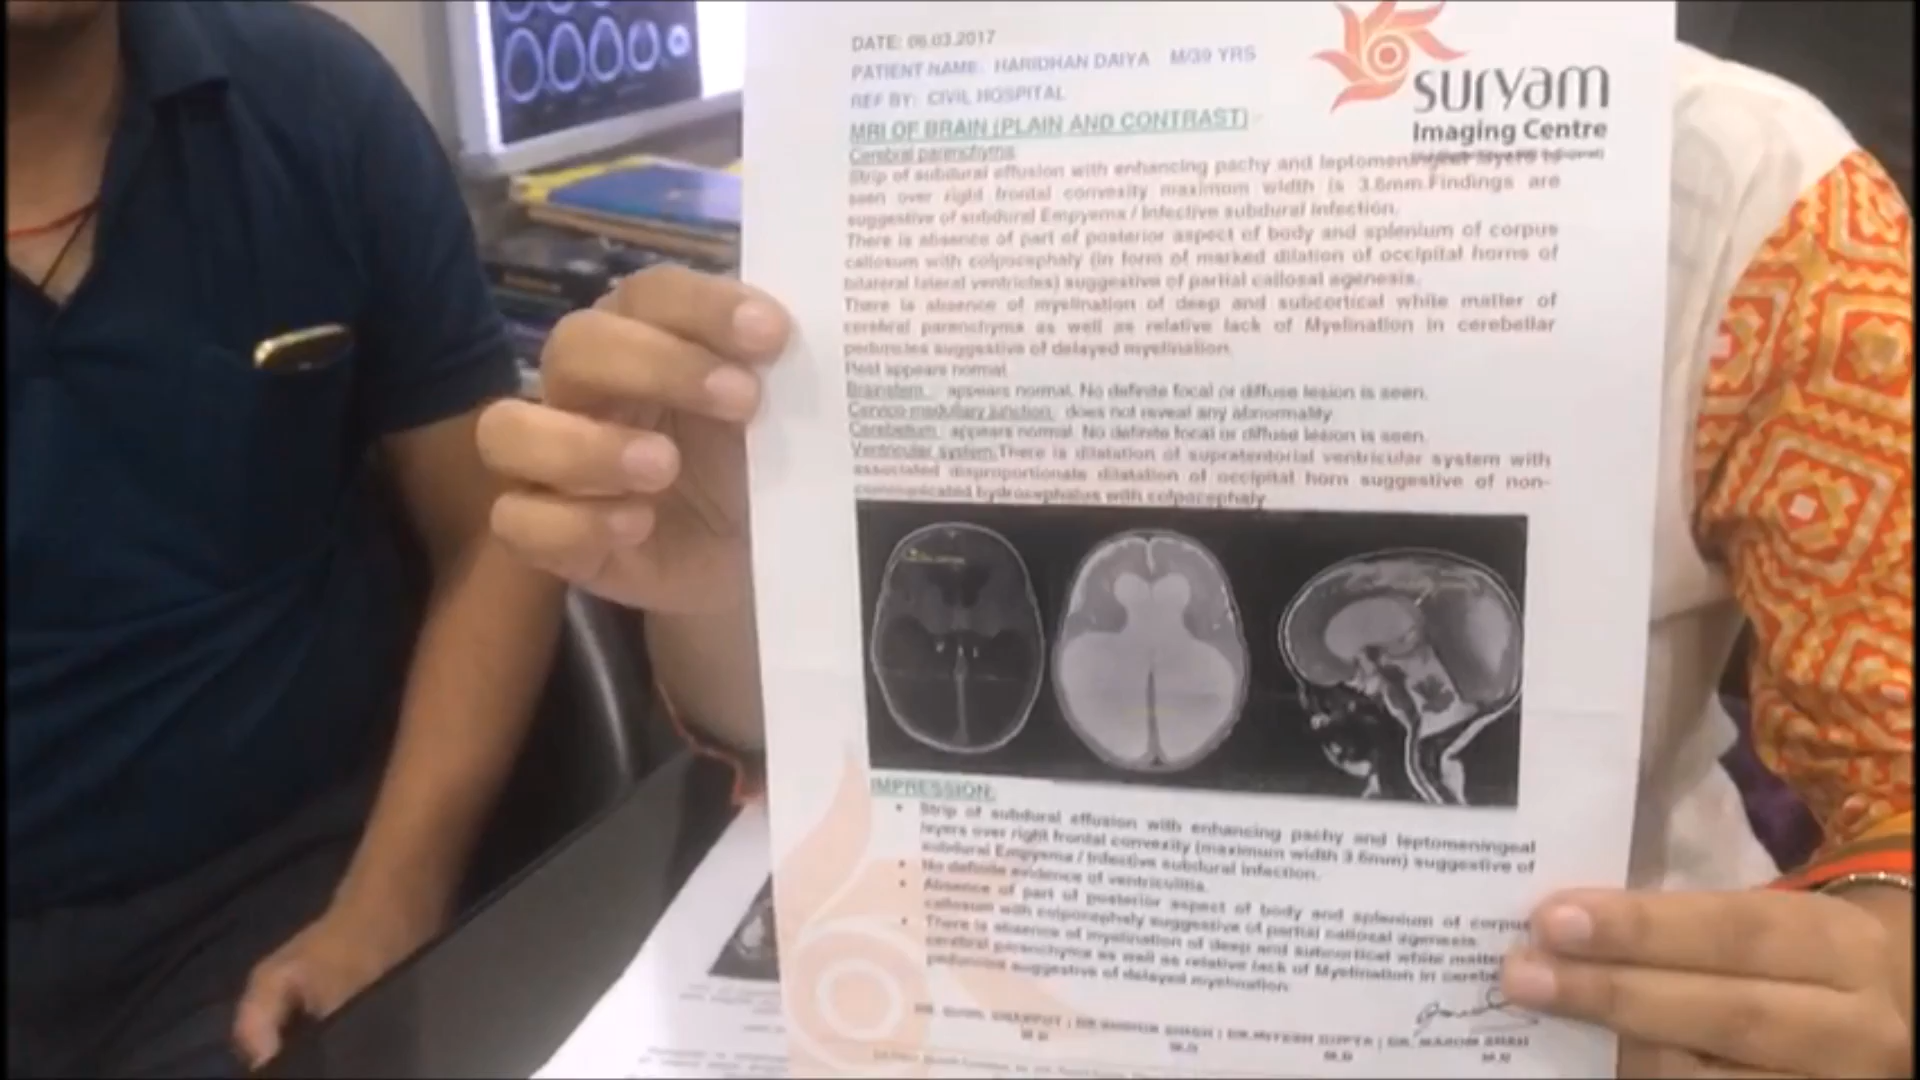 DATE: 06.03.2017
PATIENT NAME: HARIDHAN DAIYA M/39 YRS
REF BY: CIVIL HOSPITAL
suryam
Imaging Centre
MRI OF BRAIN (PLAIN AND CONTRAST)
Cerebral parenchyma
Strip of subdural effusion with enhancing pachy and leptomeningeal layers is
seen over right frontal convexity maximum width is 3.6mm.Findings are
suggestive of subdural Empyema / Infective subdural infection.
There is absence of part of posterior aspect of body and splenium of corpus
callosum with colpocephaly (in form of marked dilation of occipital horns of
bilateral lateral ventricles) suggestive of partial callosal agenesis.
There is absence of myelination of deep and subcortical white matter of
cerebral parenchyma as well as relative lack of Myelination in cerebellar
peduncles suggestive of delayed myelination.
Rest appears normal.
Brainstem : appears normal. No definite focal or diffuse lesion is seen.
Cervico medullary junction: does not reveal any abnormality
Cerebellum: appears normal. No definite focal or diffuse lesion is seen.
Ventricular system:There is dilatation of supratentorial ventricular system with
associated disproportionate dilatation of occipital horn suggestive of non-
communicated hydrocephalus with colpocephaly
IMPRESSION:
• Strip of subdural effusion with enhancing pachy and leptomeningeal
layers over right frontal convexity (maximum width 3.6mm) suggestive of
subdural Empyema / Infective subdural infection.
• No definite evidence of ventriculitis.
• Absence of part of posterior aspect of body and splenium of corpus
callosum with colpocephaly suggestive of partial callosal agenesis.
• There is absence of myelination of deep and subcortical white matter
cerebral parenchyma as well as relative lack of Myelination in
peduncles suggestive of delayed myelination.